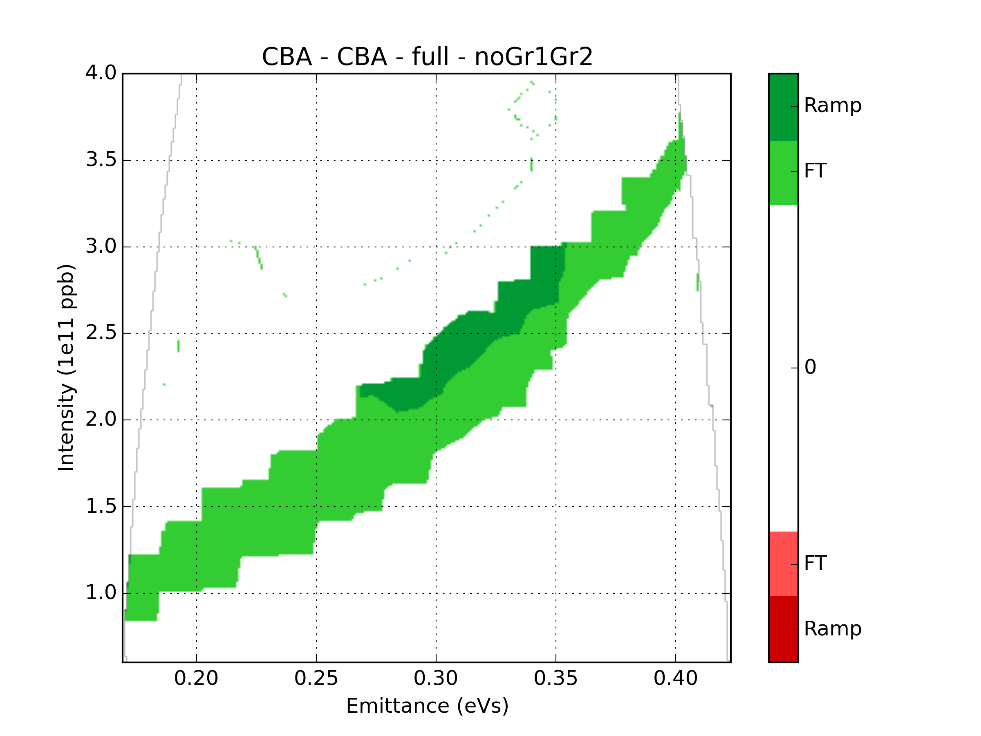 CBA - CBA - full - noGr1Gr2
4.0
3.5
3.0
2.5
2.0
1.5
1.0
Intensity (1e11 ppb)
0.20 0.25 0.30 0.35 0.40
Emittance (eVs)
Ramp
FT
0
FT
Ramp